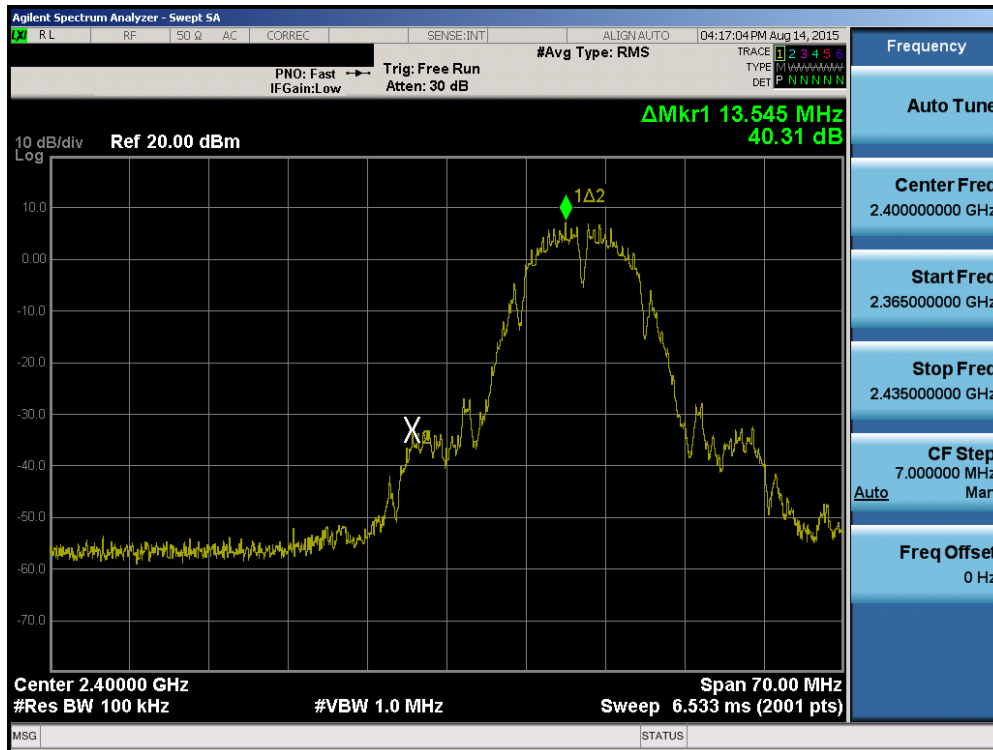 Agilent Spectrum Analyzer - Swept SA
LXI RL RF 50 Ω AC CORREC SENSE:INT ALIGN AUTO 04:17:04 PM Aug 14, 2015
#Avg Type: RMS
TRACE 1 2 3 4 5 6
TYPE M W W W W W
DET P N N N N N
PNO: Fast
IFGain:Low
Trig: Free Run
Atten: 30 dB
ΔMkr1 13.545 MHz
40.31 dB
10 dB/div Ref 20.00 dBm
Log
1Δ2
10.0
0.00
-10.0
-20.0
-30.0
X2
-40.0
-50.0
-60.0
-70.0
Center 2.40000 GHz Span 70.00 MHz
#Res BW 100 kHz #VBW 1.0 MHz Sweep 6.533 ms (2001 pts)
MSG STATUS
Frequency
Auto Tune
Center Freq
2.400000000 GHz
Start Freq
2.365000000 GHz
Stop Freq
2.435000000 GHz
CF Step
7.000000 MHz
Auto Man
Freq Offset
0 Hz